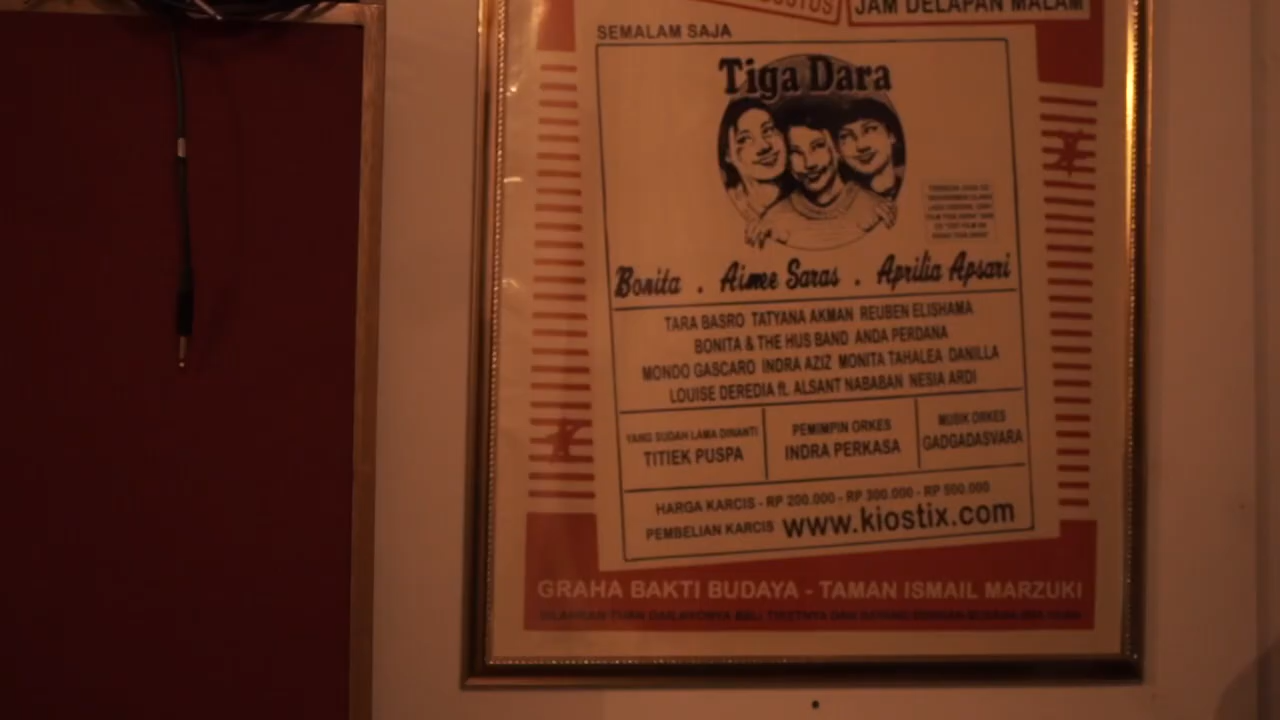 AGUSTUS
JAM DELAPAN MALAM
SEMALAM SAJA
Tiga Dara
Bonita . Aimee Saras . Aprilia Apsari
TARA BASRO TATYANA AKMAN REUBEN ELISHAMA
BONITA & THE HUS BAND ANDA PERDANA
MONDO GASCARO INDRA AZIZ MONITA TAHALEA DANILLA
LOUISE DEREDIA ft. ALSANT NABABAN NESIA ARDI
YANG SUDAH LAMA DINANTI
TITIEK PUSPA
PEMIMPIN ORKES
INDRA PERKASA
MUSIK ORKES
GADGADASVARA
HARGA KARCIS - RP 200.000 - RP 300.000 - RP 500.000
PEMBELIAN KARCIS www.kiostix.com
GRAHA BAKTI BUDAYA - TAMAN ISMAIL MARZUKI